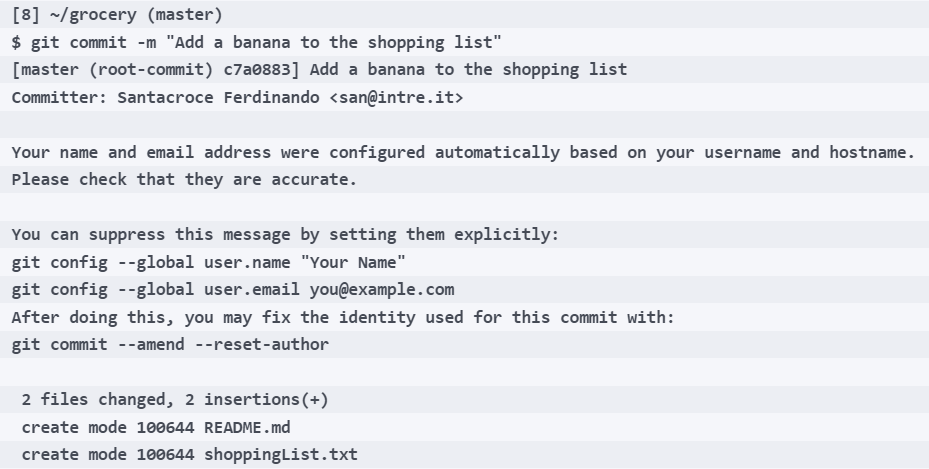 [8] ~/grocery (master)
$ git commit -m "Add a banana to the shopping list"
[master (root-commit) c7a0883] Add a banana to the shopping list
Committer: Santacroce Ferdinando <san@intre.it>
Your name and email address were configured automatically based on your username and hostname.
Please check that they are accurate.
You can suppress this message by setting them explicitly:
git config --global user.name "Your Name"
git config --global user.email you@example.com
After doing this, you may fix the identity used for this commit with:
git commit --amend --reset-author
2 files changed, 2 insertions(+)
create mode 100644 README.md
create mode 100644 shoppingList.txt